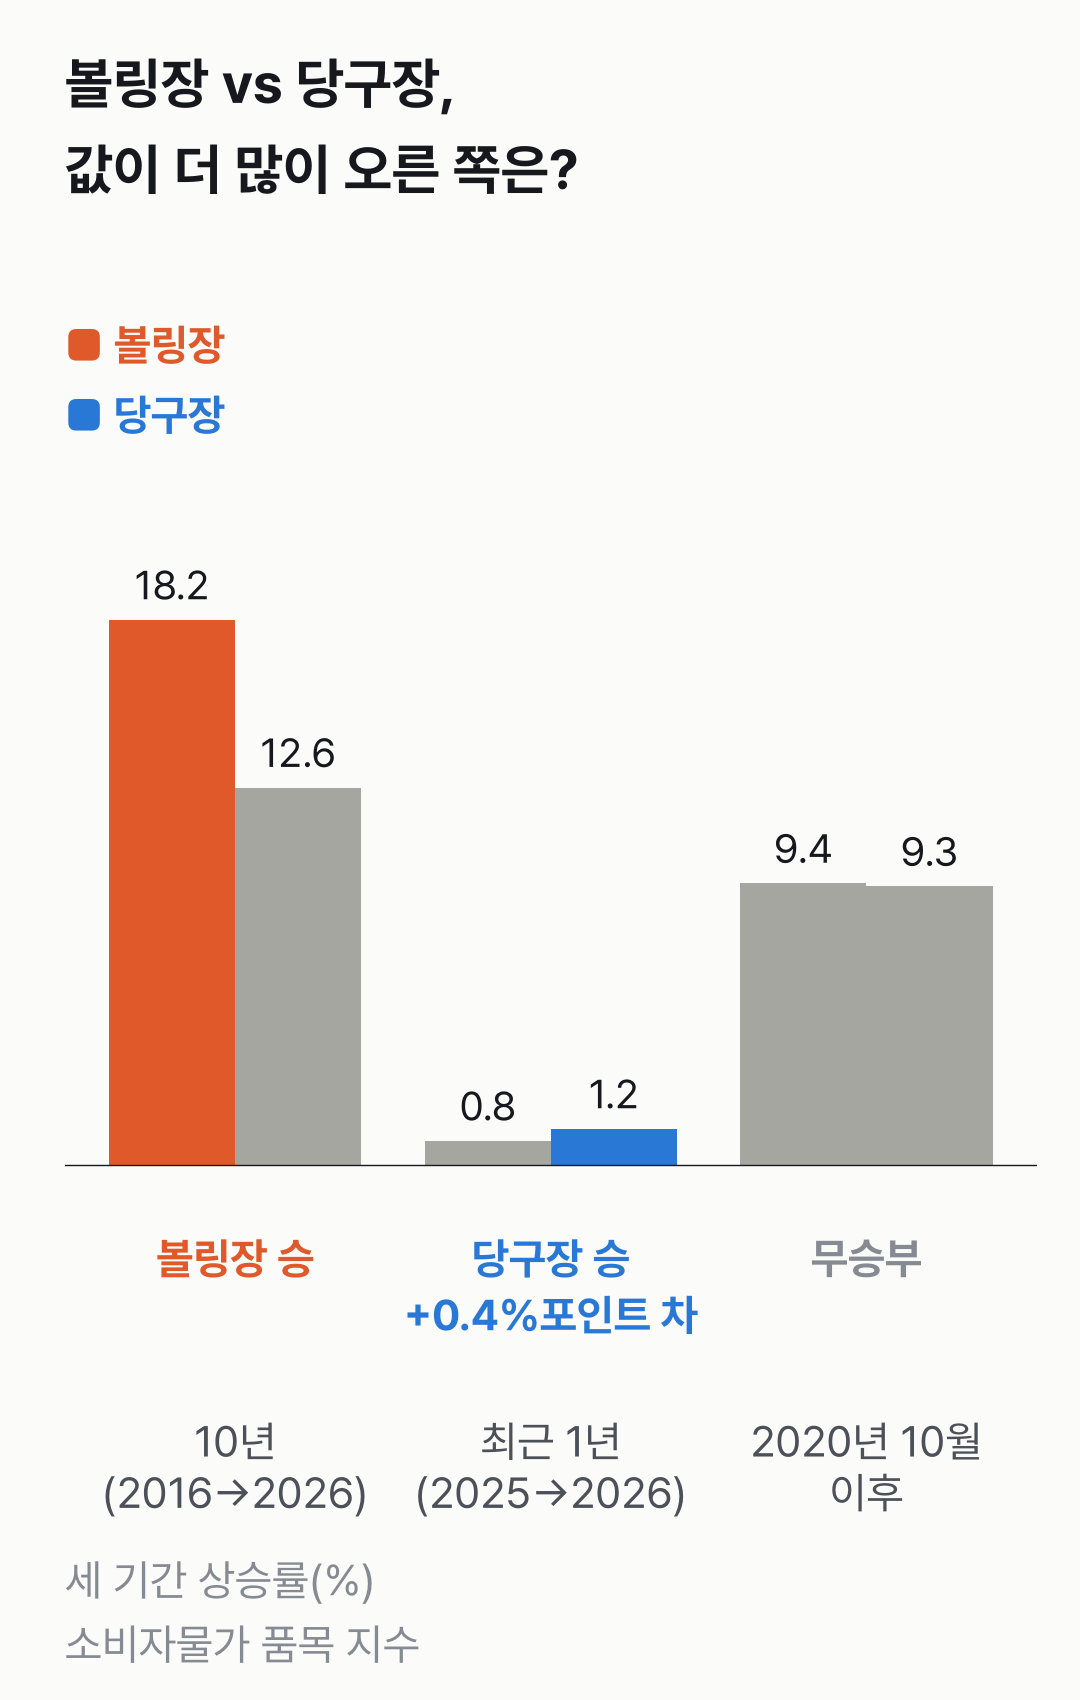 볼링장 vs 당구장,
값이 더 많이 오른 쪽은?
볼링장
당구장
18.2
12.6
0.8
1.2
9.4
9.3
볼링장 승
당구장 승
+0.4%포인트 차
무승부
10년
(2016→2026)
최근 1년
(2025→2026)
2020년 10월
이후
세 기간 상승률(%)
소비자물가 품목 지수